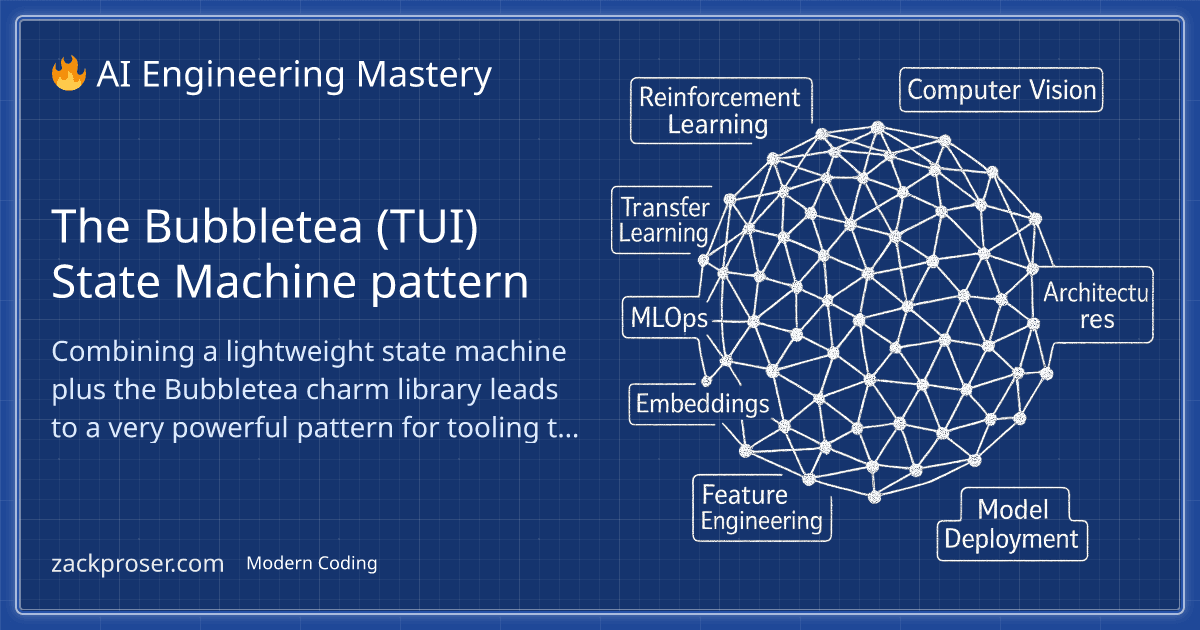 🔥 AI Engineering Mastery
The Bubbletea (TUI)
State Machine pattern
Combining a lightweight state machine
plus the Bubbletea charm library leads
to a very powerful pattern for tooling t...
zackproser.com
Modern Coding
Reinforcement
Learning
Computer Vision
Transfer
Learning
Architectu
res
MLOps
Embeddings
Feature
Engineering
Model
Deployment